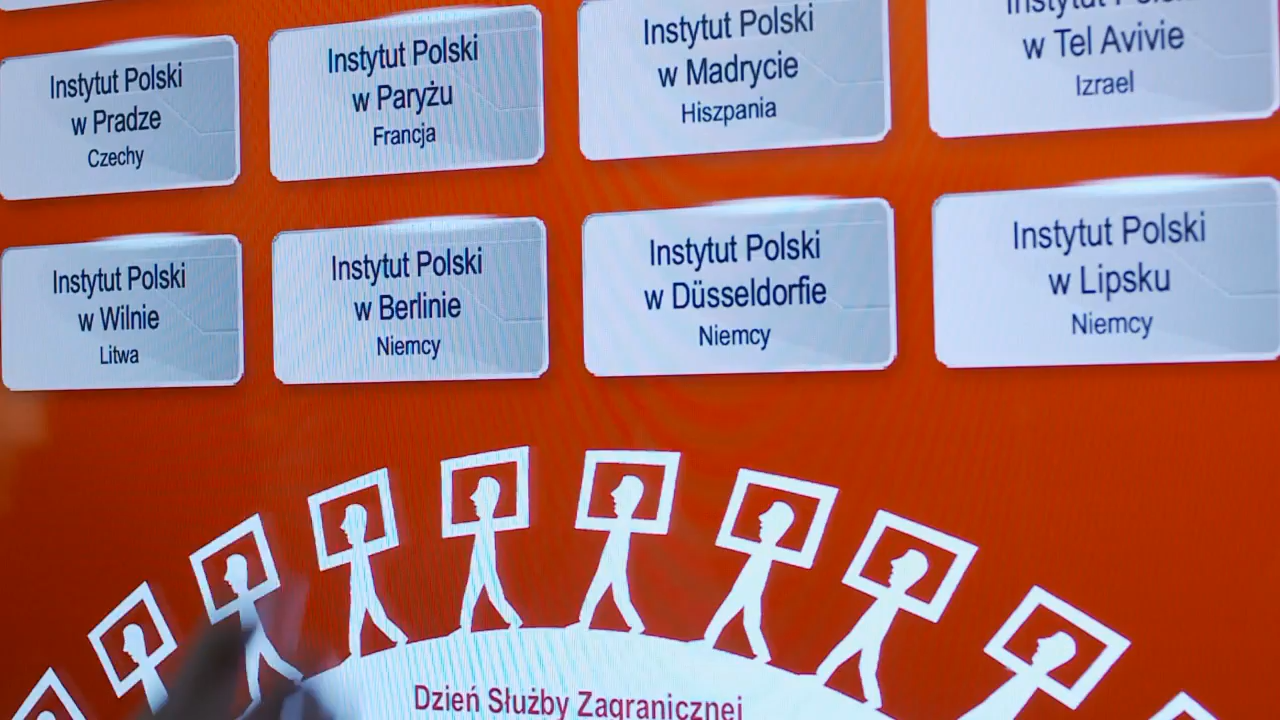 Instytut Polski
w Pradze
Czechy
Instytut Polski
w Paryżu
Francja
Instytut Polski
w Madrycie
Hiszpania
Instytut Polski
w Tel Avivie
Izrael
Instytut Polski
w Wilnie
Litwa
Instytut Polski
w Berlinie
Niemcy
Instytut Polski
w Düsseldorfie
Niemcy
Instytut Polski
w Lipsku
Niemcy
Dzień Służby Zagranicznej